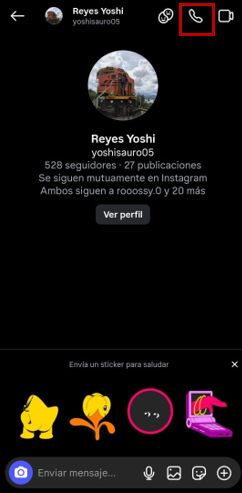 Reyes Yoshi
yoshisauro05
Reyes Yoshi
yoshisauro05
528 seguidores · 27 publicaciones
Se siguen mutuamente en Instagram
Ambos siguen a rooossy.0 y 20 más
Ver perfil
Envía un sticker para saludar
Enviar mensaje...